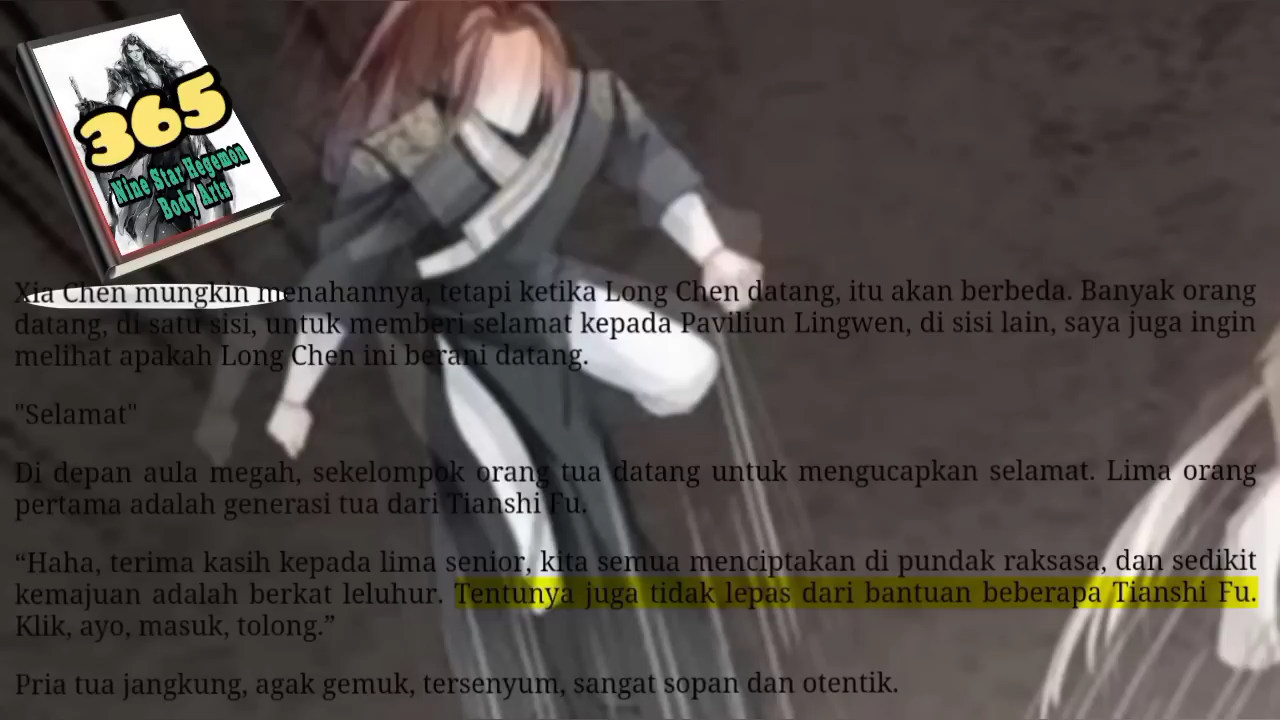 365
Nine Star Hegemon
Body Arts
Xia Chen mungkin menahannya, tetapi ketika Long Chen datang, itu akan berbeda. Banyak orang
datang, di satu sisi, untuk memberi selamat kepada Paviliun Lingwen, di sisi lain, saya juga ingin
melihat apakah Long Chen ini berani datang.
"Selamat"
Di depan aula megah, sekelompok orang tua datang untuk mengucapkan selamat. Lima orang
pertama adalah generasi tua dari Tianshi Fu.
“Haha, terima kasih kepada lima senior, kita semua menciptakan di pundak raksasa, dan sedikit
kemajuan adalah berkat leluhur. Tentunya juga tidak lepas dari bantuan beberapa Tianshi Fu.
Klik, ayo, masuk, tolong.”
Pria tua jangkung, agak gemuk, tersenyum, sangat sopan dan otentik.